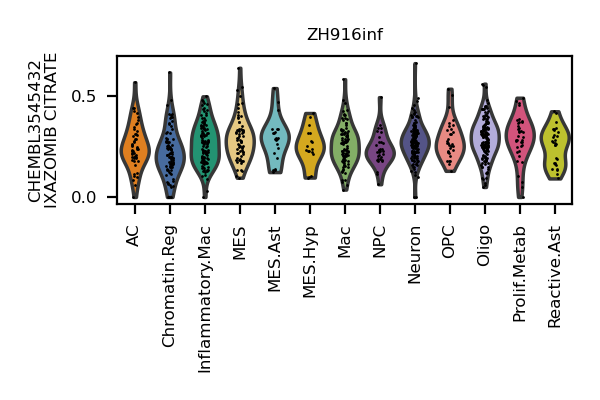 ZH916inf
CHEMBL3545432
IXAZOMIB CITRATE
0.5
0.0
AC
Chromatin.Reg
Inflammatory.Mac
MES
MES.Ast
MES.Hyp
Mac
NPC
Neuron
OPC
Oligo
Prolif.Metab
Reactive.Ast